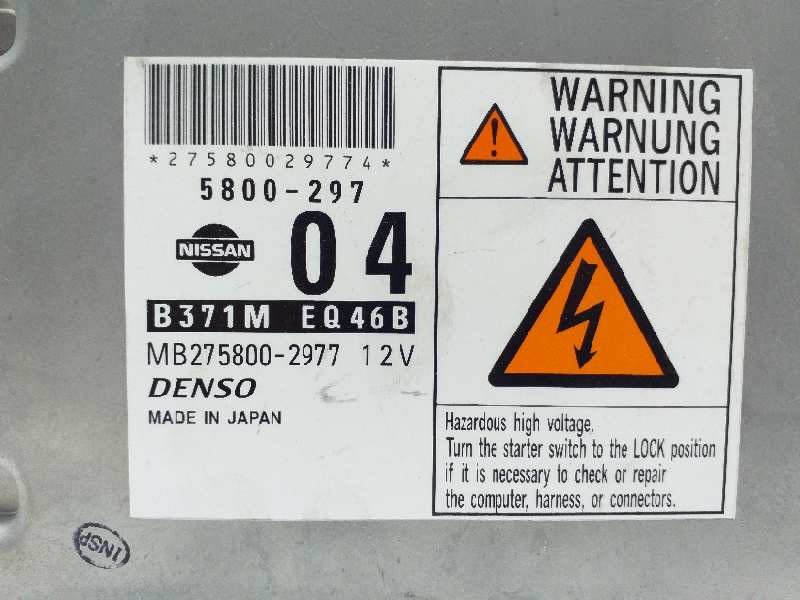 *27580029774*
5800-297
NISSAN
04
B371M EQ46B
MB275800-2977 12V
DENSO
MADE IN JAPAN
WARNING
WARNUNG
ATTENTION
Hazardous high voltage.
Turn the starter switch to the LOCK position
if it is necessary to check or repair
the computer, harness, or connectors.
INSP